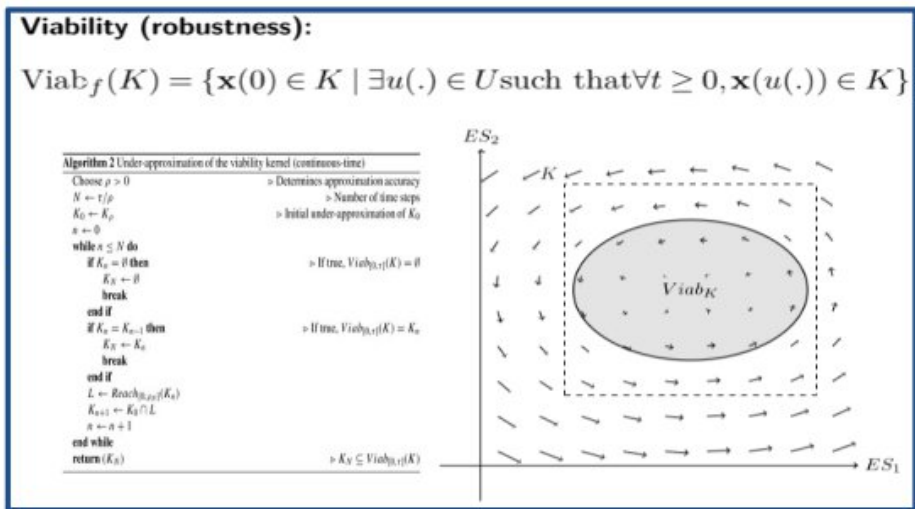 Viability (robustness):
Viab_f(K) = {x(0) ∈ K | ∃u(.) ∈ U such that ∀t ≥ 0, x(u(.)) ∈ K}
Algorithm 2 Under-approximation of the viability kernel (continuous-time)
Choose ρ > 0 ▹ Determines approximation accuracy
N ← τ/ρ ▹ Number of time steps
K_0 ← K_ρ ▹ Initial under-approximation of K_0
n ← 0
while n ≤ N do
if K_n = ∅ then ▹ If true, Viab_[0,τ](K) = ∅
K_N ← ∅
break
end if
if K_n = K_{n−1} then ▹ If true, Viab_[0,τ](K) = K_n
K_N ← K_n
break
end if
L ← Reach_[0,ρ](K_n)
K_{n+1} ← K_0 ∩ L
n ← n + 1
end while
return (K_N) ▹ K_N ⊆ Viab_[0,τ](K)
ES_2
K
Viab_K
ES_1